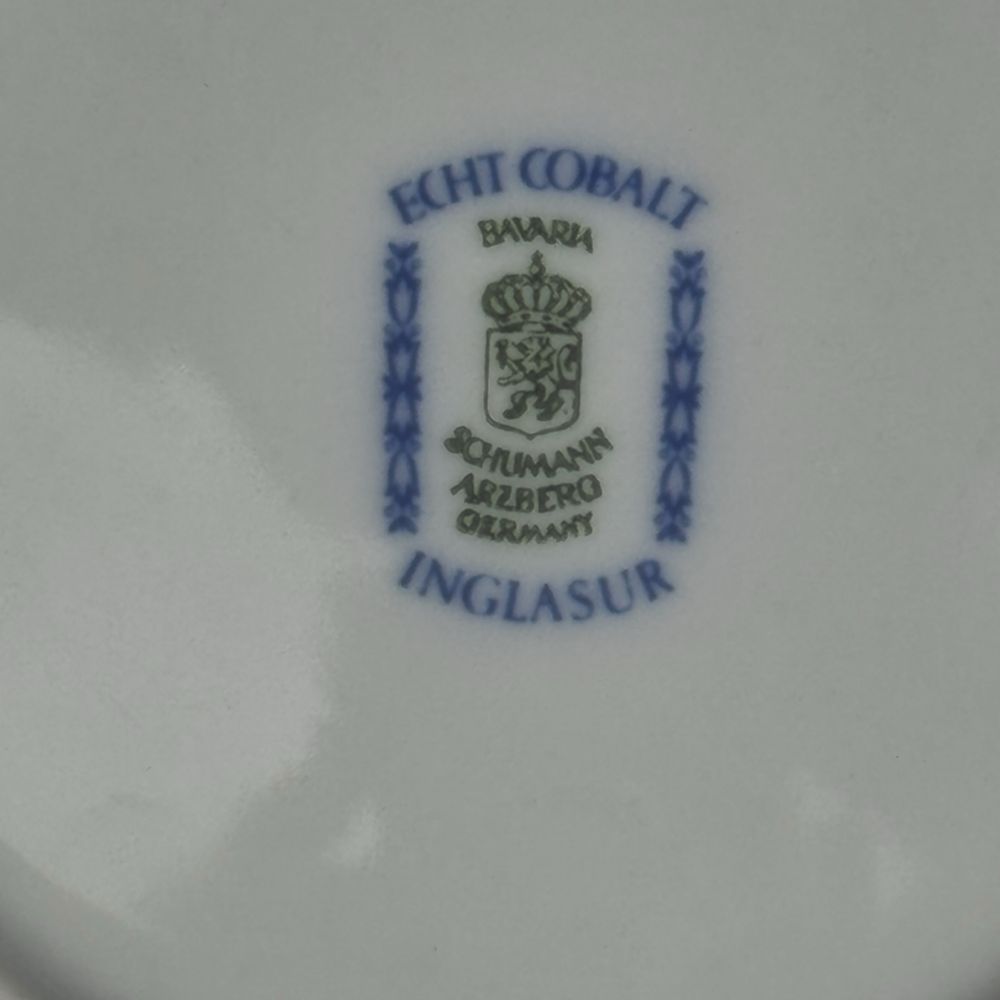 ECHT COBALT
BAVARIA
SCHUMANN
ARZBERG
GERMANY
INGLASUR